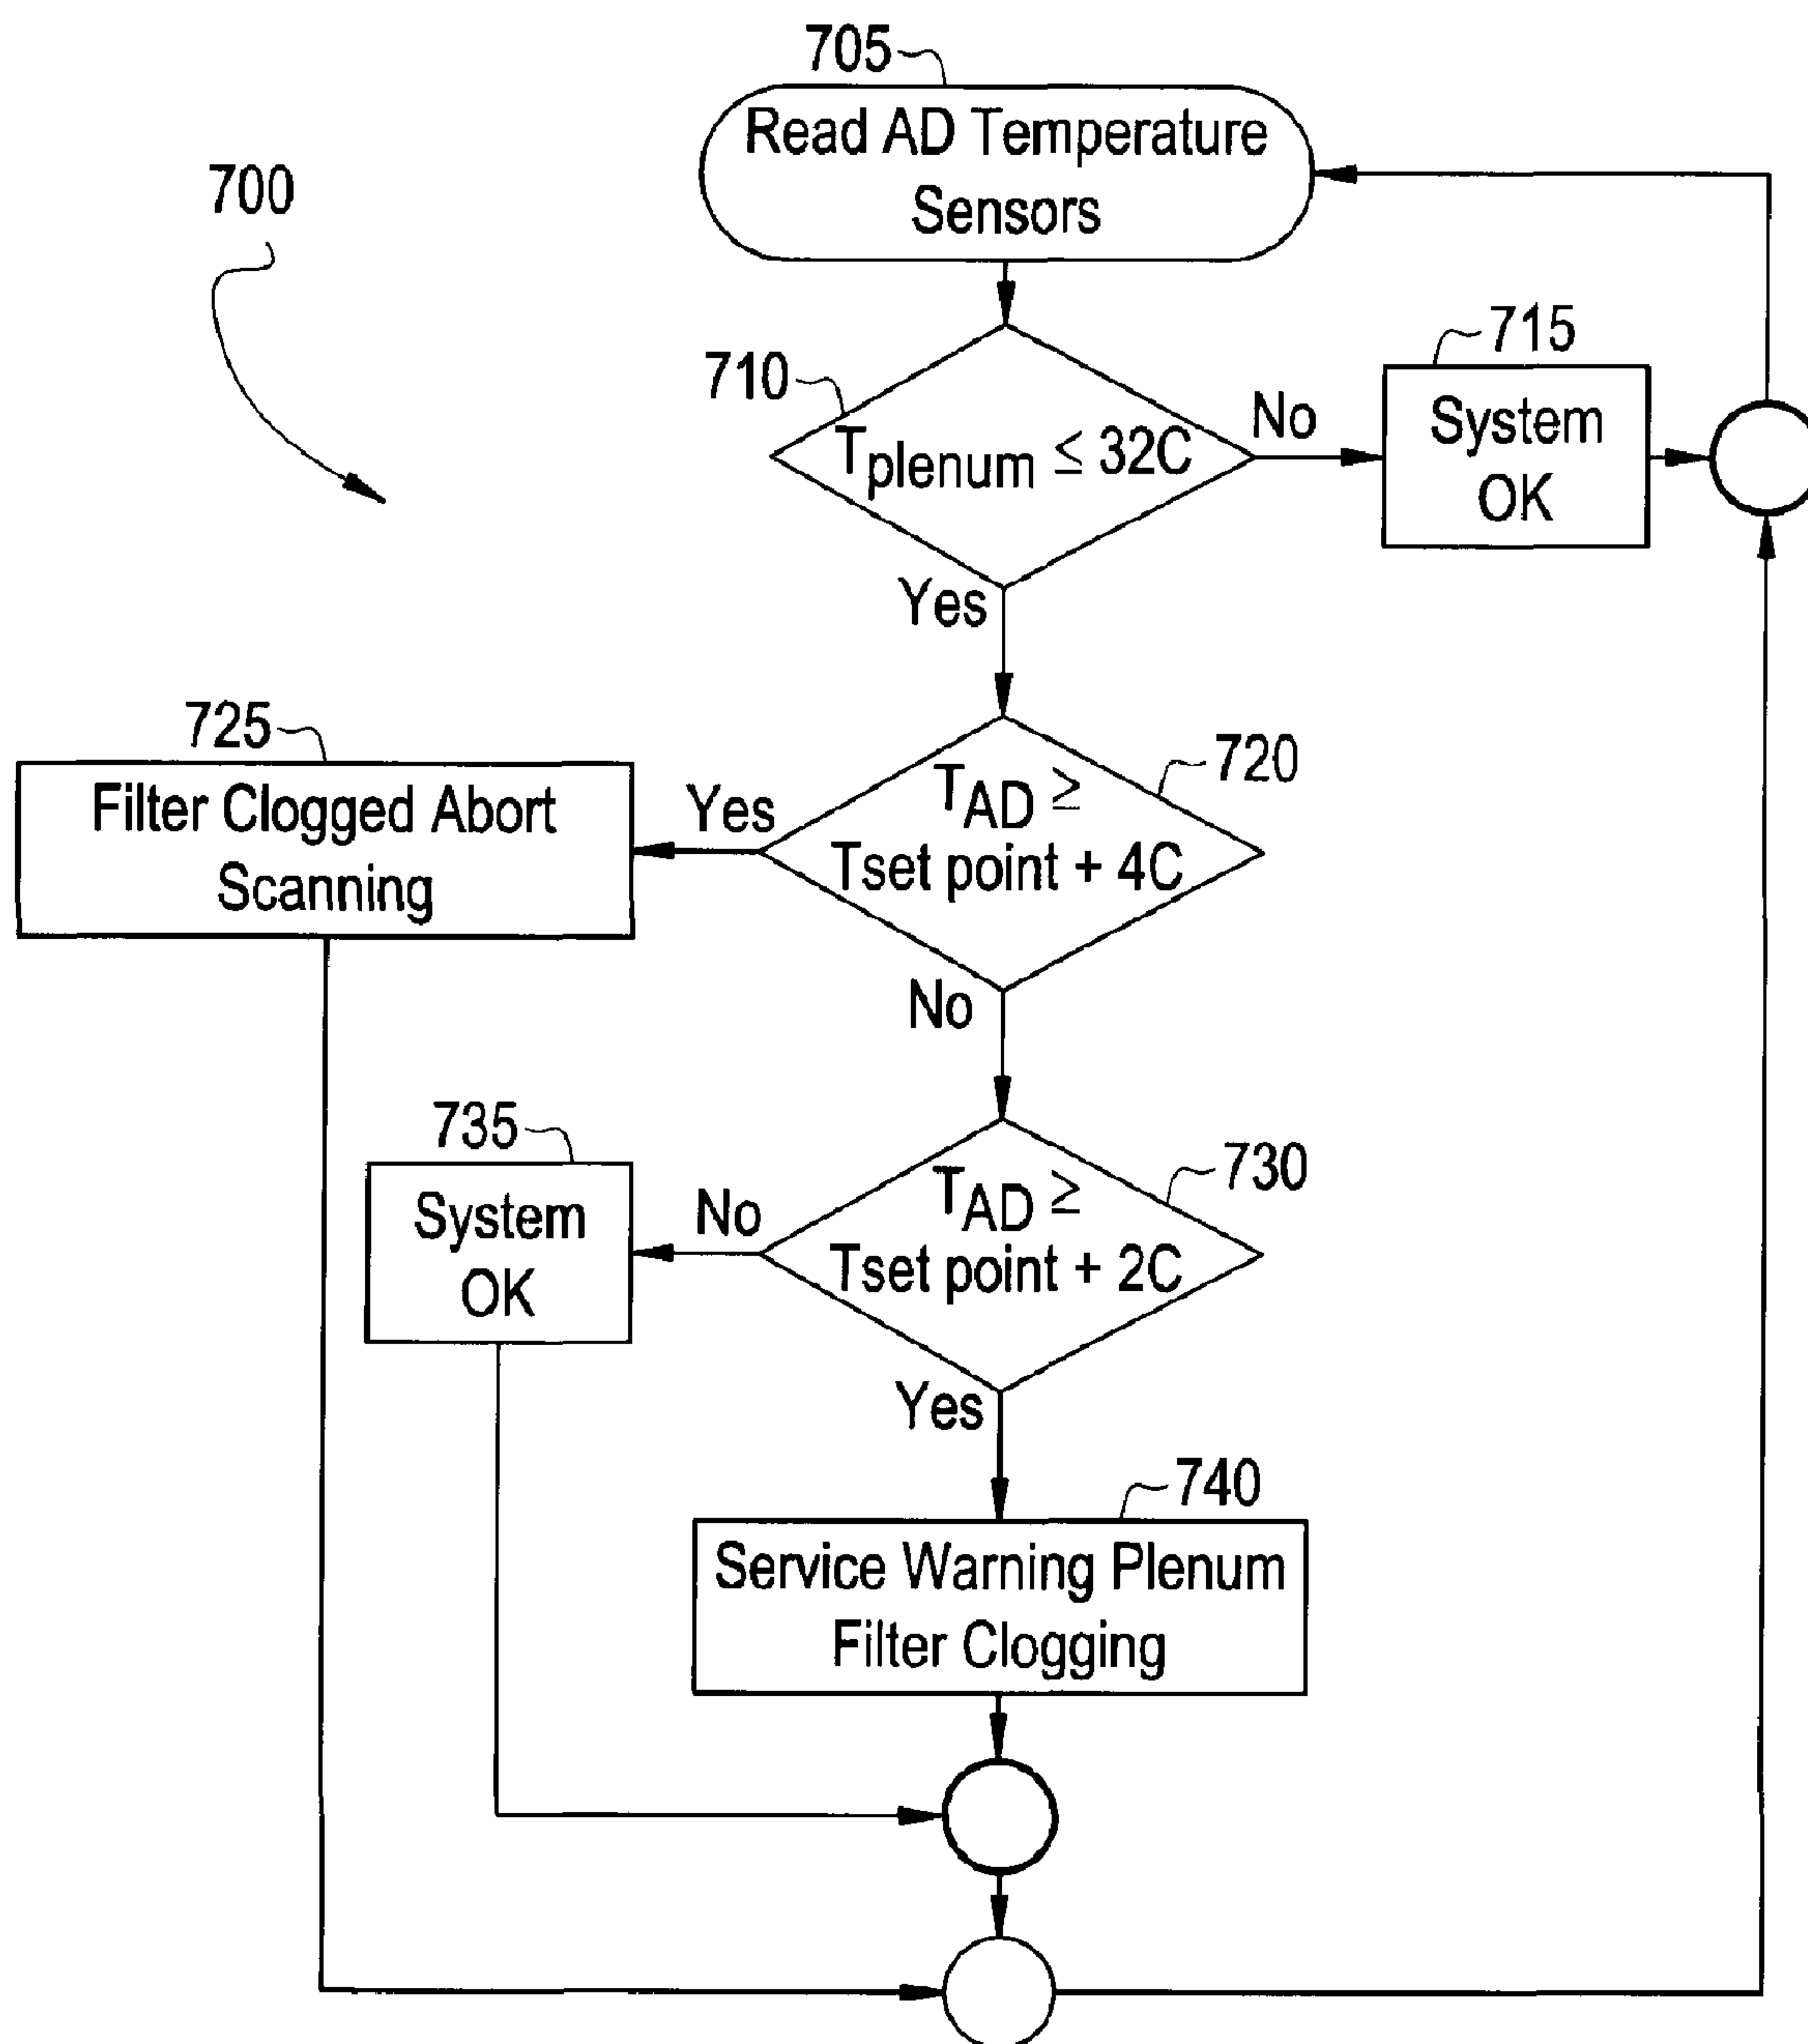 705
Read AD Temperature
Sensors
700
710
Tplenum ≤ 32C
No
715
System
OK
Yes
725
Filter Clogged Abort
Scanning
Yes
720
TAD ≥
Tset point + 4C
No
735
System
OK
No
730
TAD ≥
Tset point + 2C
Yes
740
Service Warning Plenum
Filter Clogging